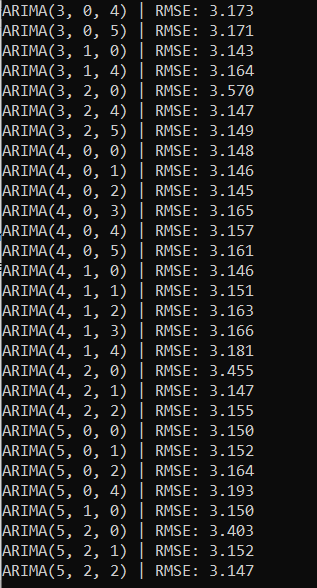 ARIMA(3, 0, 4) | RMSE: 3.173
ARIMA(3, 0, 5) | RMSE: 3.171
ARIMA(3, 1, 0) | RMSE: 3.143
ARIMA(3, 1, 4) | RMSE: 3.164
ARIMA(3, 2, 0) | RMSE: 3.570
ARIMA(3, 2, 4) | RMSE: 3.147
ARIMA(3, 2, 5) | RMSE: 3.149
ARIMA(4, 0, 0) | RMSE: 3.148
ARIMA(4, 0, 1) | RMSE: 3.146
ARIMA(4, 0, 2) | RMSE: 3.145
ARIMA(4, 0, 3) | RMSE: 3.165
ARIMA(4, 0, 4) | RMSE: 3.157
ARIMA(4, 0, 5) | RMSE: 3.161
ARIMA(4, 1, 0) | RMSE: 3.146
ARIMA(4, 1, 1) | RMSE: 3.151
ARIMA(4, 1, 2) | RMSE: 3.163
ARIMA(4, 1, 3) | RMSE: 3.166
ARIMA(4, 1, 4) | RMSE: 3.181
ARIMA(4, 2, 0) | RMSE: 3.455
ARIMA(4, 2, 1) | RMSE: 3.147
ARIMA(4, 2, 2) | RMSE: 3.155
ARIMA(5, 0, 0) | RMSE: 3.150
ARIMA(5, 0, 1) | RMSE: 3.152
ARIMA(5, 0, 2) | RMSE: 3.164
ARIMA(5, 0, 4) | RMSE: 3.193
ARIMA(5, 1, 0) | RMSE: 3.150
ARIMA(5, 2, 0) | RMSE: 3.403
ARIMA(5, 2, 1) | RMSE: 3.152
ARIMA(5, 2, 2) | RMSE: 3.147